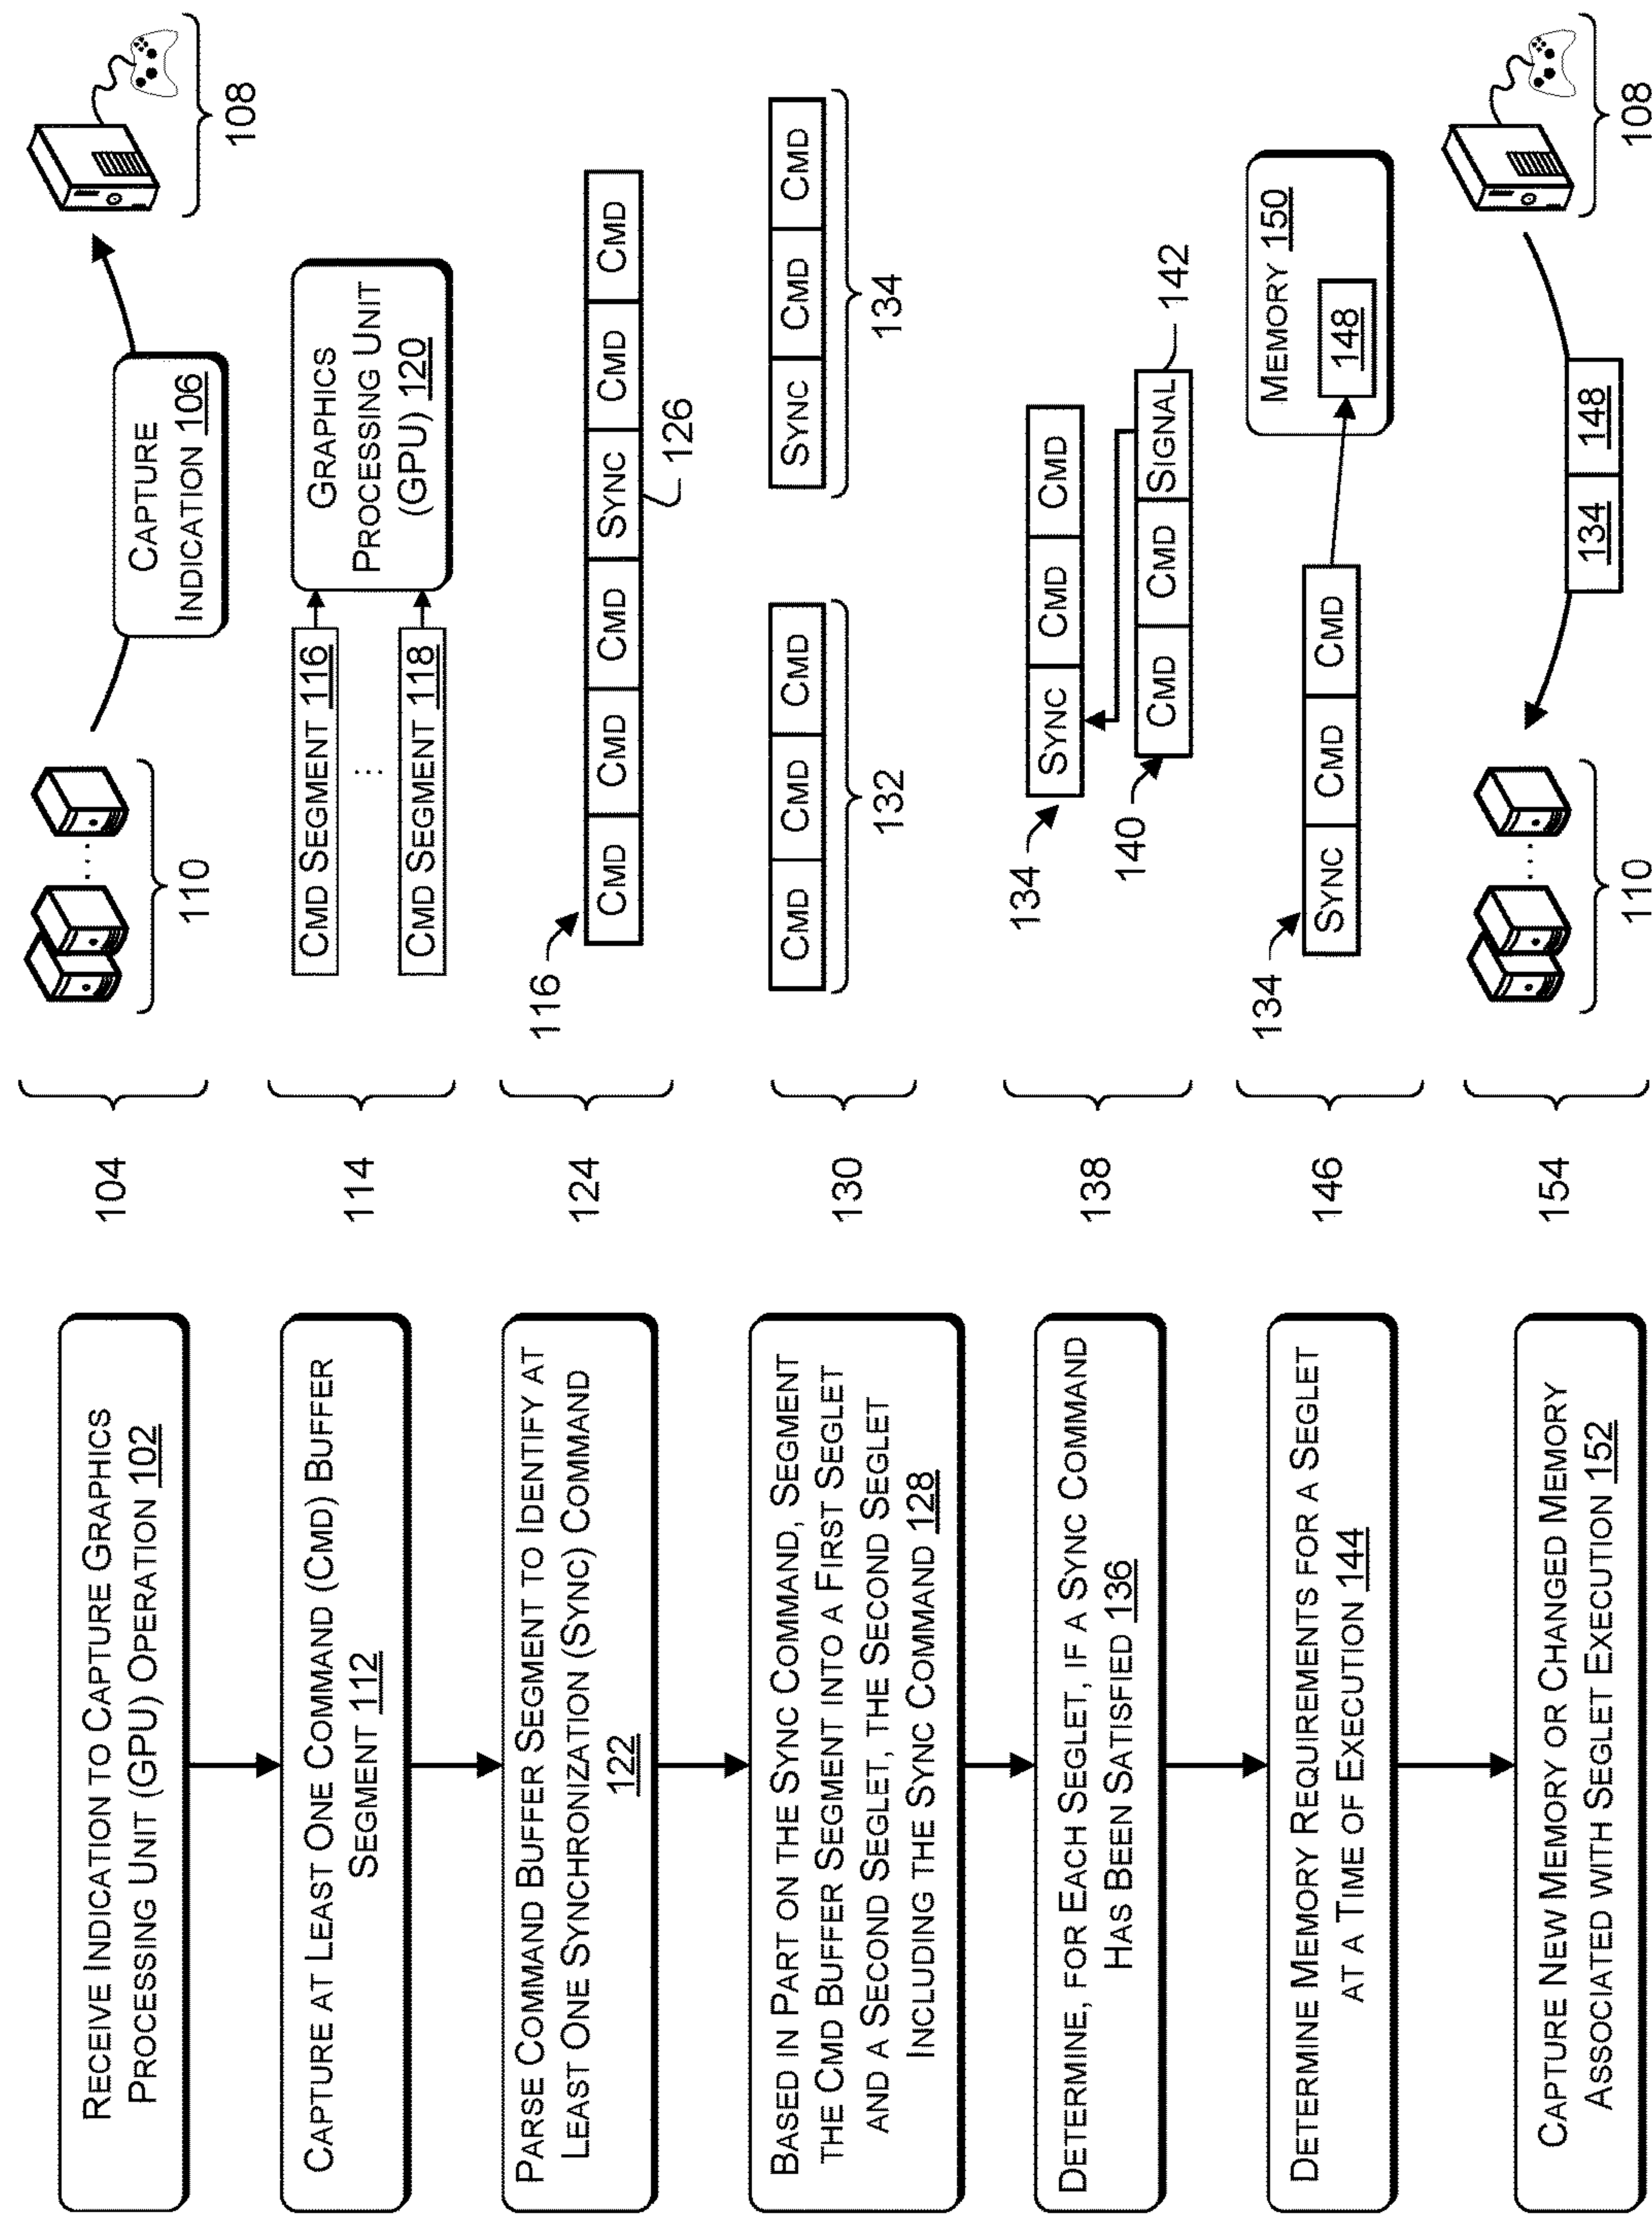 RECEIVE INDICATION TO CAPTURE GRAPHICS
PROCESSING UNIT (GPU) OPERATION 102
104
110
CAPTURE
INDICATION 106
108
CAPTURE AT LEAST ONE COMMAND (CMD) BUFFER
SEGMENT 112
114
CMD SEGMENT 116
...
CMD SEGMENT 118
GRAPHICS
PROCESSING UNIT
(GPU) 120
PARSE COMMAND BUFFER SEGMENT TO IDENTIFY AT
LEAST ONE SYNCHRONIZATION (SYNC) COMMAND
122
124
116
CMD CMD CMD SYNC CMD CMD
126
BASED IN PART ON THE SYNC COMMAND, SEGMENT
THE CMD BUFFER SEGMENT INTO A FIRST SEGLET
AND A SECOND SEGLET, THE SECOND SEGLET
INCLUDING THE SYNC COMMAND 128
130
CMD CMD CMD
132
SYNC CMD CMD
134
DETERMINE, FOR EACH SEGLET, IF A SYNC COMMAND
HAS BEEN SATISFIED 136
138
134
SYNC CMD CMD
140
CMD CMD SIGNAL
142
DETERMINE MEMORY REQUIREMENTS FOR A SEGLET
AT A TIME OF EXECUTION 144
146
134
SYNC CMD CMD
MEMORY 150
148
CAPTURE NEW MEMORY OR CHANGED MEMORY
ASSOCIATED WITH SEGLET EXECUTION 152
154
110
134 148
108